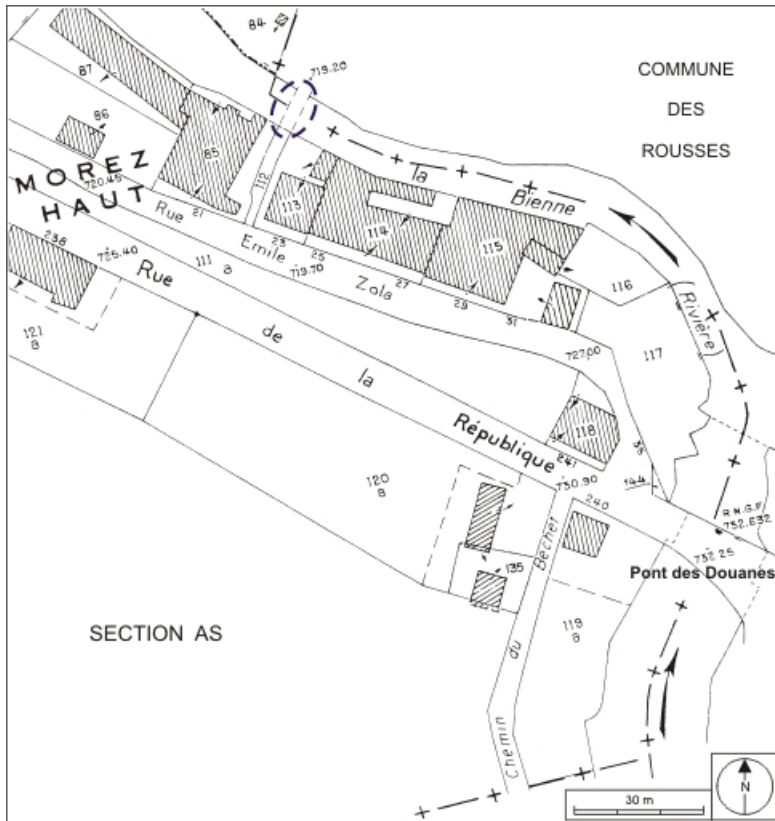 84
719.20
COMMUNE
DES
ROUSSES
87
86
85
MOREZ
HAUT
720.45
112
113
la
Bienne
21
Rue
Emile
Zola
23
25
114
115
27
29
31
116
(Rivière)
117
238
725.40
111
a
719.70
Rue
de
la
République
727.00
121
a
118
36
241
730.90
144
240
120
a
R.N.G.F
732.632
732.25
Pont des Douanes
135
Chemin
du
Bécher
119
a
SECTION AS
30 m
N